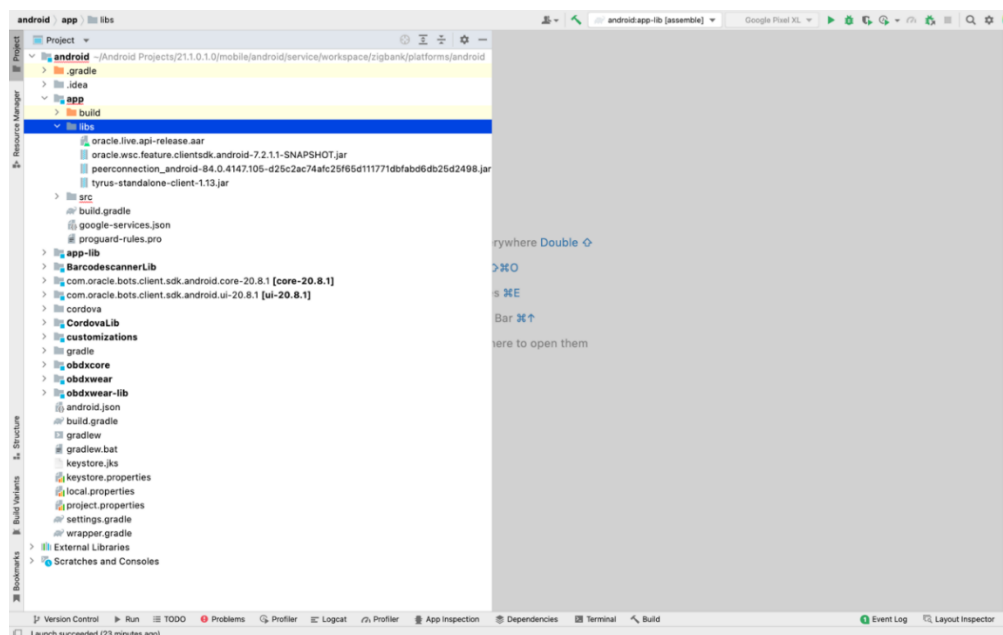 android > app > libs
android:app-lib [assemble]
Google Pixel XL
Project
Project
Resource Manager
Structure
Build Variants
Bookmarks
android ~/Android Projects/21.1.0.1.0/mobile/android/service/workspace/zigbank/platforms/android
.gradle
.idea
app
build
libs
oracle.live.api-release.aar
oracle.wsc.feature.clientsdk.android-7.2.1.1-SNAPSHOT.jar
peerconnection_android-84.0.4147.105-d25c2ac74afc25f65d111771dbfabd6db25d2498.jar
tyrus-standalone-client-1.13.jar
src
build.gradle
google-services.json
proguard-rules.pro
app-lib
BarcodescannerLib
com.oracle.bots.client.sdk.android.core-20.8.1 [core-20.8.1]
com.oracle.bots.client.sdk.android.ui-20.8.1 [ui-20.8.1]
cordova
CordovaLib
customizations
gradle
obdxcore
obdxwear
obdxwear-lib
android.json
build.gradle
gradlew
gradlew.bat
keystore.jks
keystore.properties
local.properties
project.properties
settings.gradle
wrapper.gradle
External Libraries
Scratches and Consoles
rywhere Double ⇧
⌘O
s ⌘E
Bar ⌘↑
here to open them
Version Control Run TODO Problems Profiler Logcat Profiler App Inspection Dependencies Terminal Build Event Log Layout Inspector
Launch succeeded (23 minutes ago)